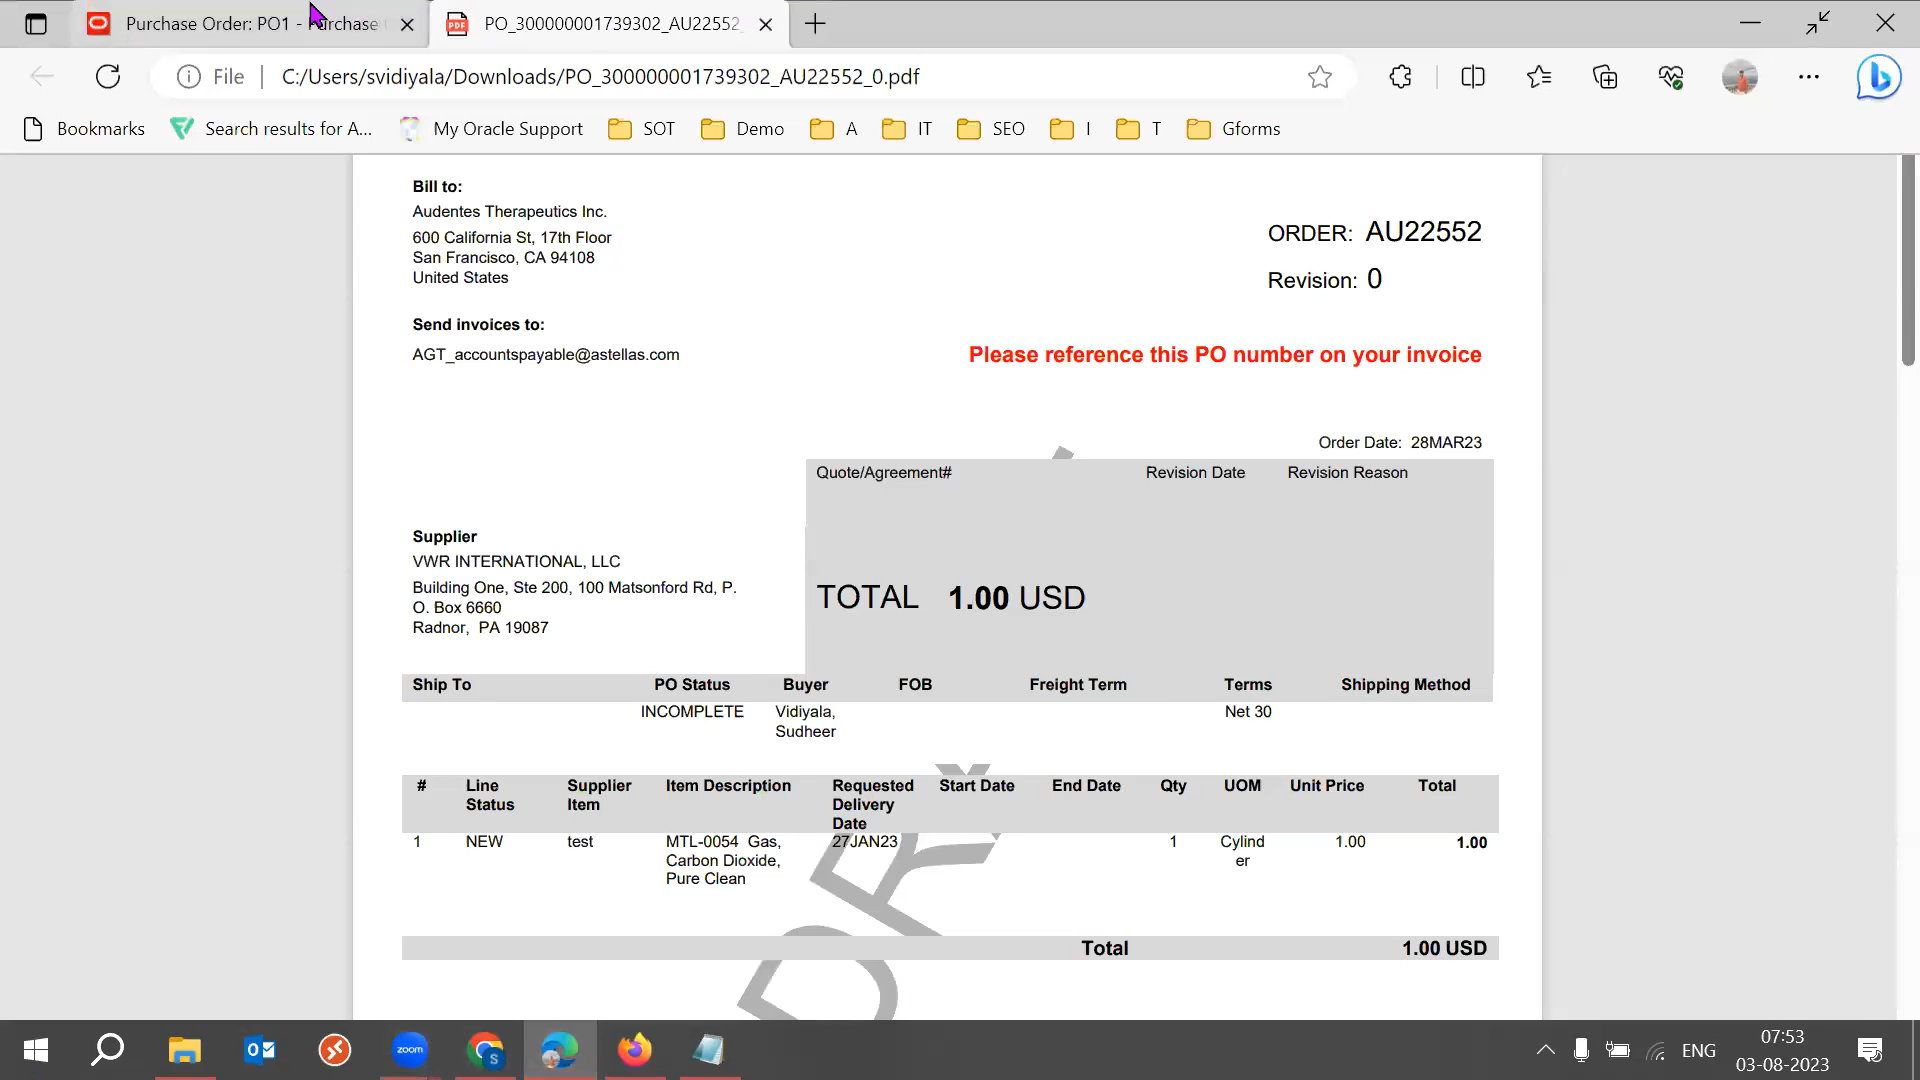 Purchase Order: PO1 - Purchase
PO_300000001739302_AU22552_
File
C:/Users/svidiyala/Downloads/PO_300000001739302_AU22552_0.pdf
Bookmarks
Search results for A...
My Oracle Support
SOT
Demo
A
IT
SEO
I
T
Gforms
Bill to:
Audentes Therapeutics Inc.
600 California St, 17th Floor
San Francisco, CA 94108
United States
ORDER: AU22552
Revision: 0
Send invoices to:
AGT_accountspayable@astellas.com
Please reference this PO number on your invoice
Order Date: 28MAR23
Quote/Agreement# Revision Date Revision Reason
Supplier
VWR INTERNATIONAL, LLC
Building One, Ste 200, 100 Matsonford Rd, P.
O. Box 6660
Radnor, PA 19087
TOTAL 1.00 USD
Ship To PO Status Buyer FOB Freight Term Terms Shipping Method
INCOMPLETE Vidiyala, Net 30
Sudheer
# Line Supplier Item Description Requested Start Date End Date Qty UOM Unit Price Total
Status Item Delivery
Date
1 NEW test MTL-0054 Gas, 27JAN23 1 Cylind 1.00 1.00
Carbon Dioxide, er
Pure Clean
Total 1.00 USD
zoom
ENG
07:53
03-08-2023